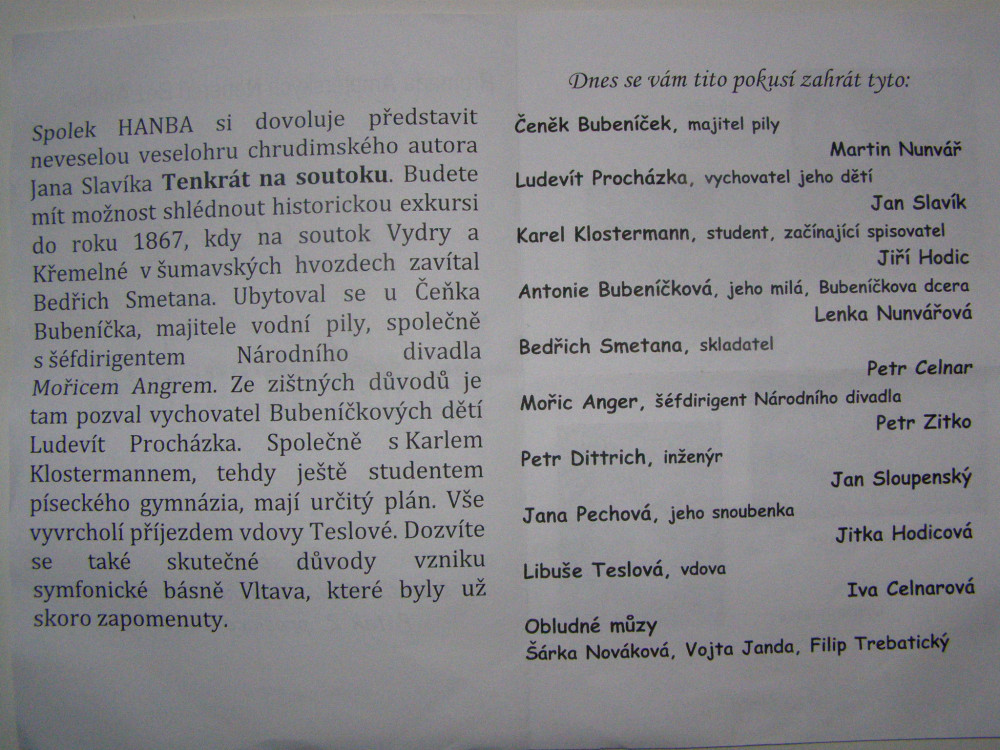 Spolek HANBA si dovoluje představit
neveselou veselohru chrudimského autora
Jana Slavíka Tenkrát na soutoku. Budete
mít možnost shlédnout historickou exkursi
do roku 1867, kdy na soutok Vydry a
Křemelné v šumavských hvozdech zavítal
Bedřich Smetana. Ubytoval se u Čeňka
Bubeníčka, majitele vodní pily, společně
s šéfdirigentem Národního divadla
Mořicem Angrem. Ze zištných důvodů je
tam pozval vychovatel Bubeníčkových dětí
Ludevít Procházka. Společně s Karlem
Klostermannem, tehdy ještě studentem
píseckého gymnázia, mají určitý plán. Vše
vyvrcholí příjezdem vdovy Teslové. Dozvíte
se také skutečné důvody vzniku
symfonické básně Vltava, které byly už
skoro zapomenuty.
Dnes se vám tito pokusí zahrát tyto:
Čeněk Bubeníček, majitel pily
Martin Nunvář
Ludevít Procházka, vychovatel jeho dětí
Jan Slavík
Karel Klostermann, student, začínající spisovatel
Jiří Hodic
Antonie Bubeníčková, jeho milá, Bubeníčkova dcera
Lenka Nunvářová
Bedřich Smetana, skladatel
Petr Celnar
Mořic Anger, šéfdirigent Národního divadla
Petr Zitko
Petr Dittrich, inženýr
Jan Sloupenský
Jana Pechová, jeho snoubenka
Jitka Hodicová
Libuše Teslová, vdova
Iva Celnarová
Obludné můzy
Šárka Nováková, Vojta Janda, Filip Trebatický